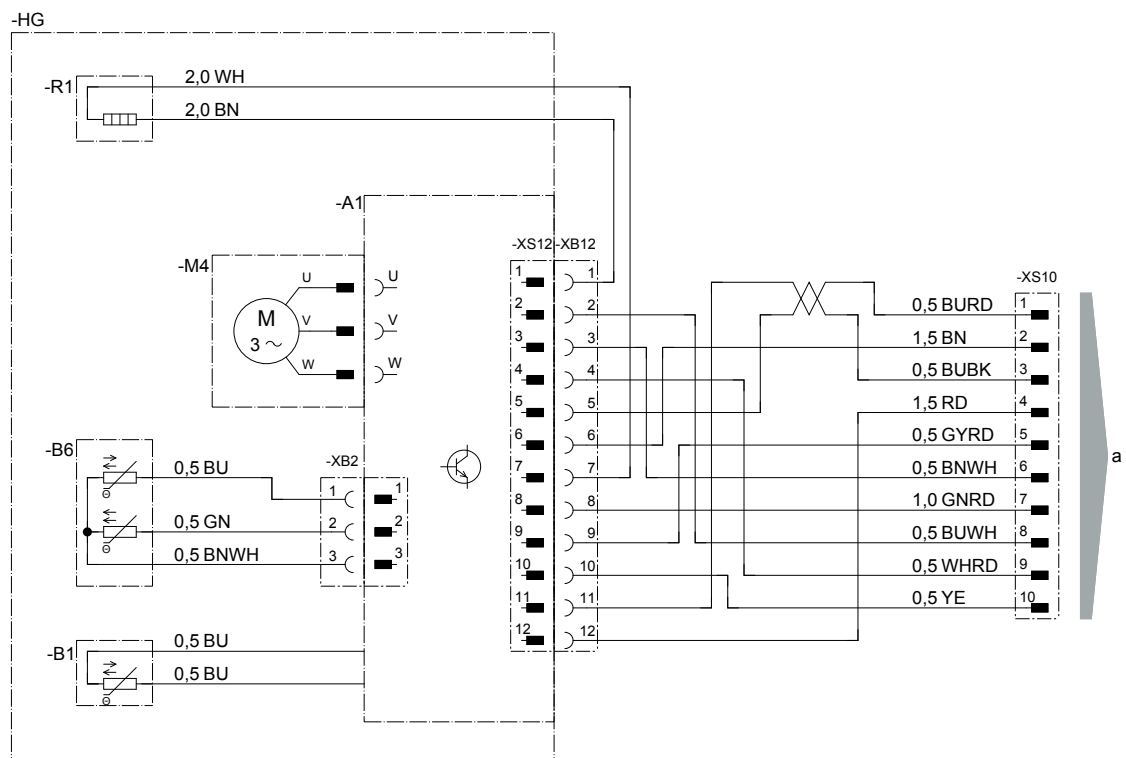 -HG
-R1
2,0 WH
2,0 BN
-A1
-M4
U
V
W
M
3 ~
U
V
W
-XS12
-XB12
1
2
3
4
5
6
7
8
9
10
11
12
1
2
3
4
5
6
7
8
9
10
11
12
-XS10
0,5 BURD
1
1,5 BN
2
0,5 BUBK
3
1,5 RD
4
0,5 GYRD
5
0,5 BNWH
6
1,0 GNRD
7
0,5 BUWH
8
0,5 WHRD
9
0,5 YE
10
a
-B6
0,5 BU
0,5 GN
0,5 BNWH
Θ
Θ
-XB2
1
2
3
1
2
3
-B1
0,5 BU
0,5 BU
Θ